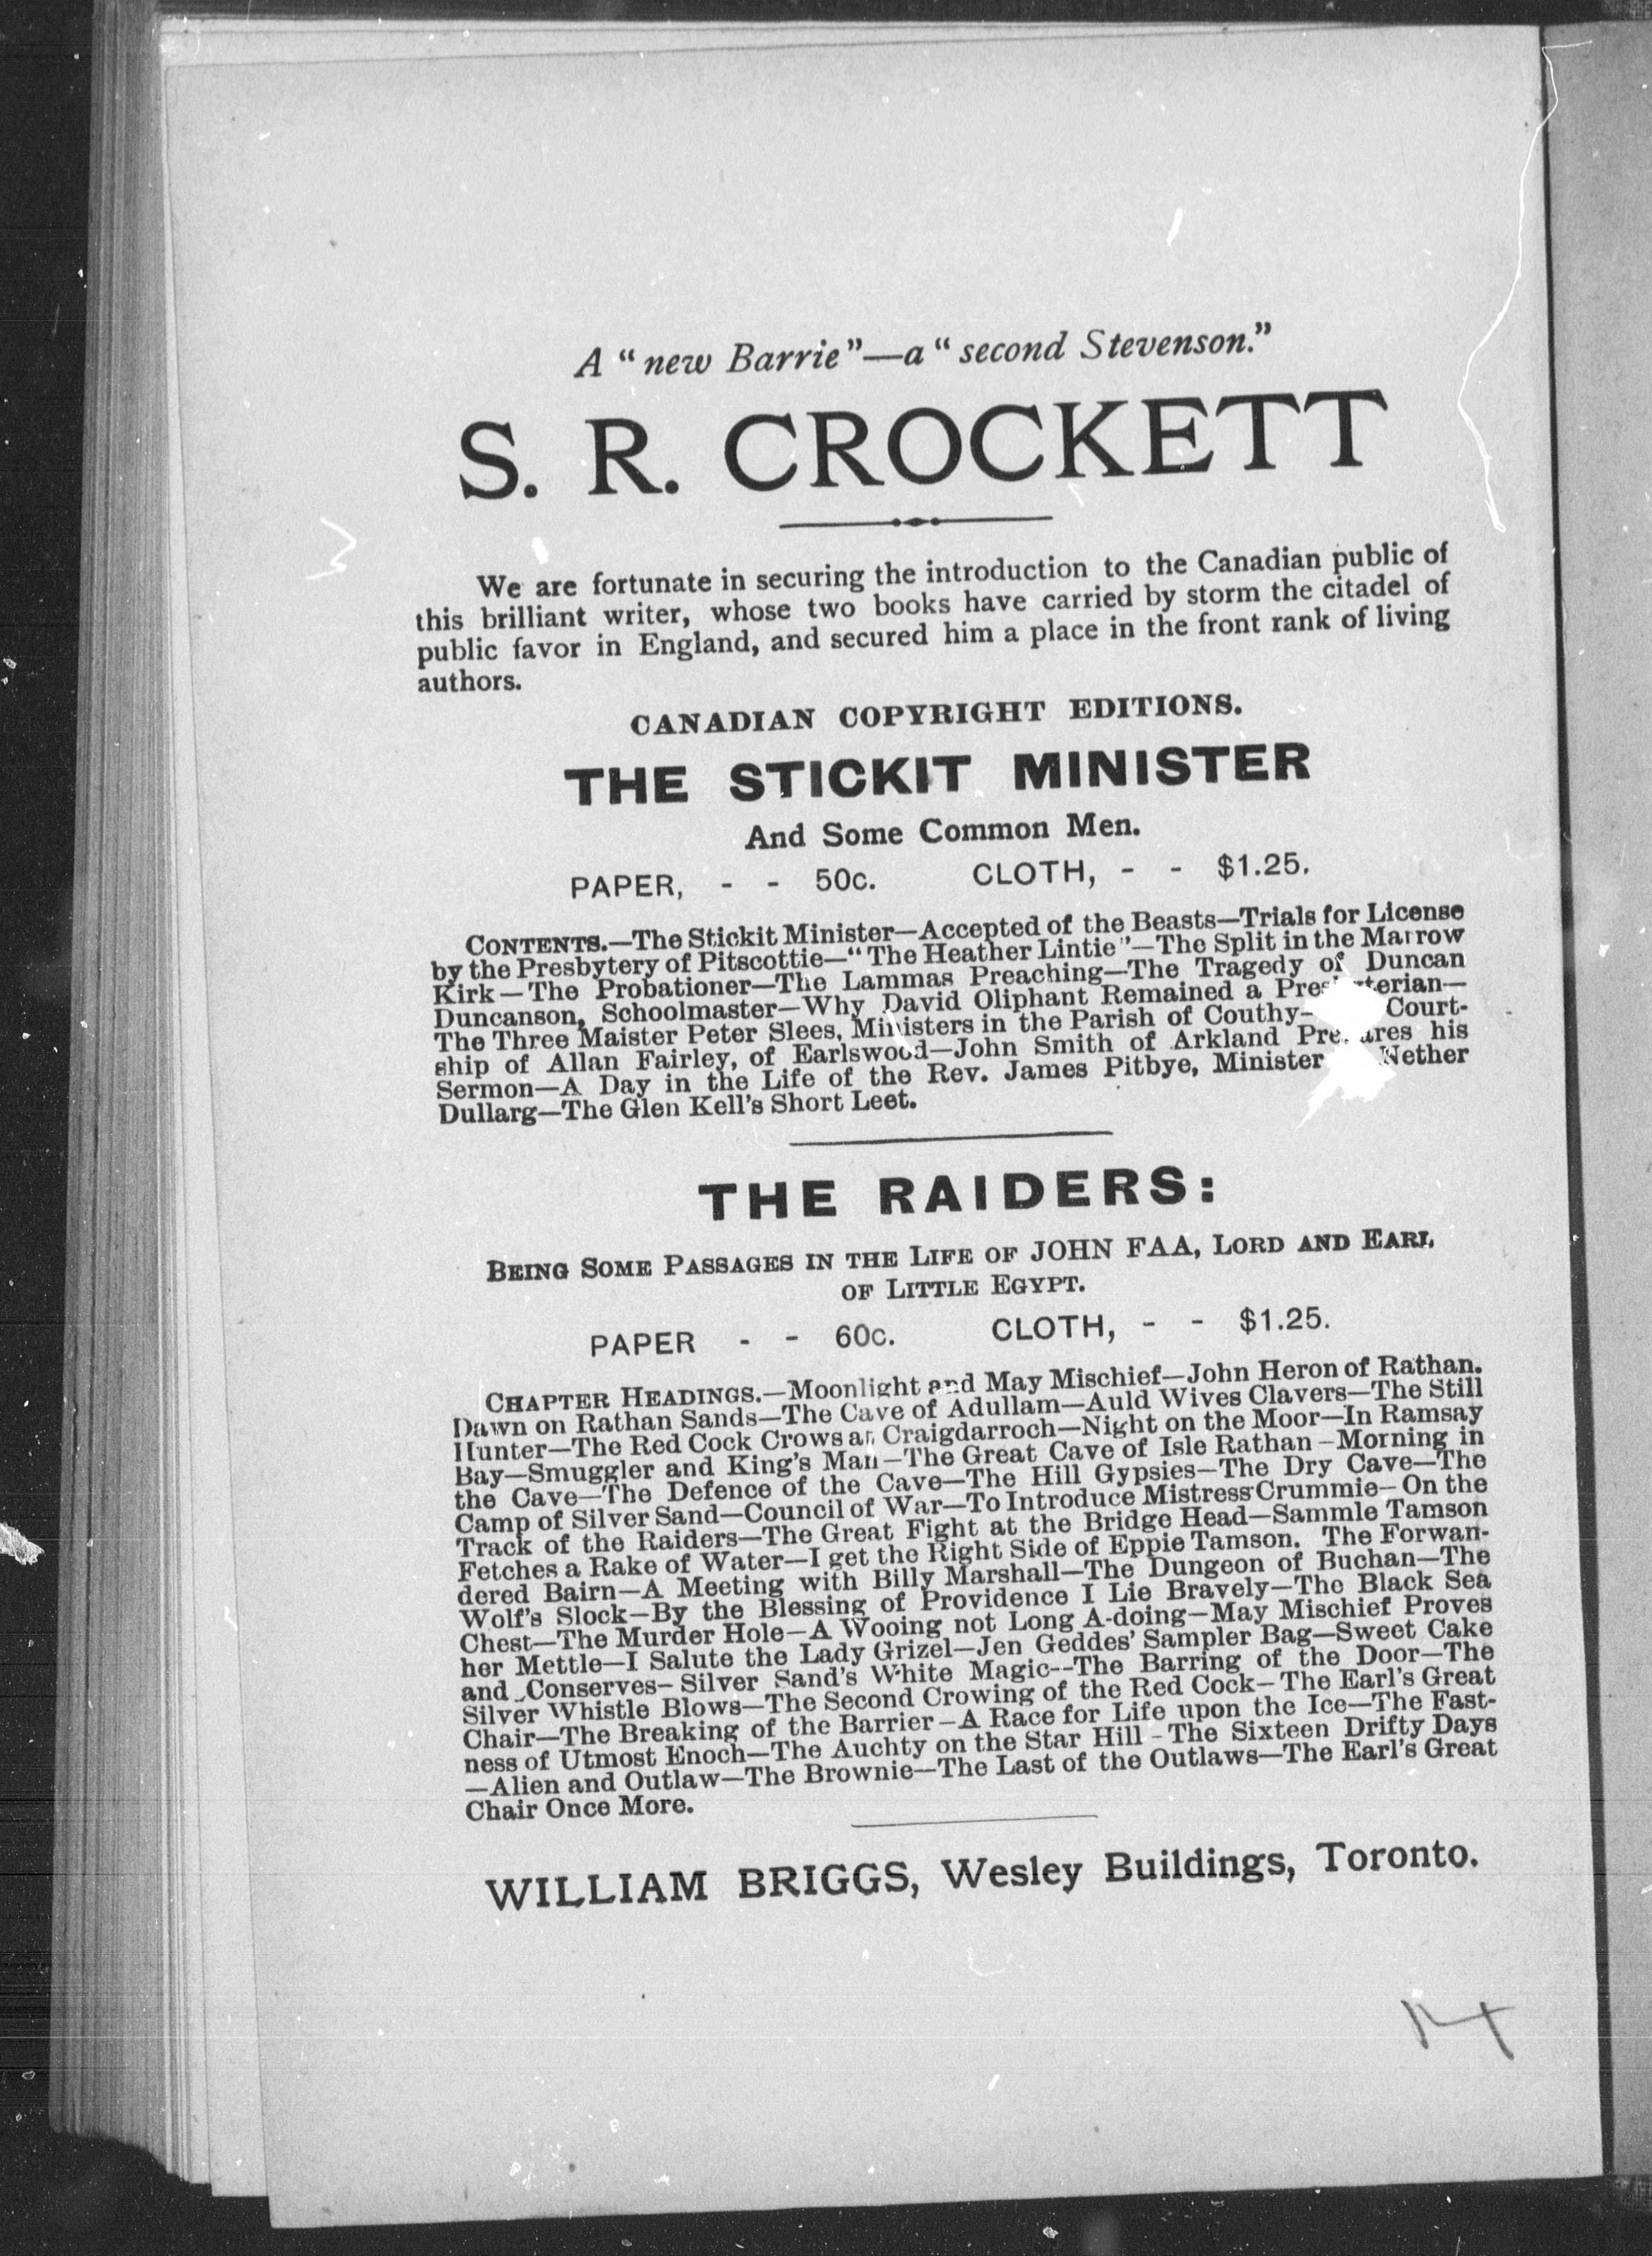 A “new Barrie”—a “second Stevenson.”
S. R. CROCKETT
We are fortunate in securing the introduction to the Canadian public of
this brilliant writer, whose two books have carried by storm the citadel of
public favor in England, and secured him a place in the front rank of living
authors.
CANADIAN COPYRIGHT EDITIONS.
THE STICKIT MINISTER
And Some Common Men.
PAPER, - - 50c. CLOTH, - - $1.25.
CONTENTS.—The Stickit Minister—Accepted of the Beasts—Trials for License
by the Presbytery of Pitscottie—“The Heather Lintie”—The Split in the Marrow
Kirk—The Probationer—The Lammas Preaching—The Tragedy of Duncan
Duncanson, Schoolmaster—Why David Oliphant Remained a Presbyterian—
The Three Maister Peter Slees, Ministers in the Parish of Couthy— Court-
ship of Allan Fairley, of Earlswood—John Smith of Arkland Prepares his
Sermon—A Day in the Life of the Rev. James Pitbye, Minister Nether
Dullarg—The Glen Kell's Short Leet.
THE RAIDERS:
BEING SOME PASSAGES IN THE LIFE OF JOHN FAA, LORD AND EARL
OF LITTLE EGYPT.
PAPER - - 60c. CLOTH, - - $1.25.
CHAPTER HEADINGS.—Moonlight and May Mischief—John Heron of Rathan.
Dawn on Rathan Sands—The Cave of Adullam—Auld Wives Clavers—The Still
Hunter—The Red Cock Crows at Craigdarroch—Night on the Moor—In Ramsay
Bay—Smuggler and King's Man—The Great Cave of Isle Rathan—Morning in
the Cave—The Defence of the Cave—The Hill Gypsies—The Dry Cave—The
Camp of Silver Sand—Council of War—To Introduce Mistress Crummie—On the
Track of the Raiders—The Great Fight at the Bridge Head—Sammle Tamson
Fetches a Rake of Water—I get the Right Side of Eppie Tamson. The Forwan-
dered Bairn—A Meeting with Billy Marshall—The Dungeon of Buchan—The
Wolf's Slock—By the Blessing of Providence I Lie Bravely—The Black Sea
Chest—The Murder Hole—A Wooing not Long A-doing—May Mischief Proves
her Mettle—I Salute the Lady Grizel—Jen Geddes' Sampler Bag—Sweet Cake
and Conserves—Silver Sand's White Magic--The Barring of the Door—The
Silver Whistle Blows—The Second Crowing of the Red Cock—The Earl's Great
Chair—The Breaking of the Barrier—A Race for Life upon the Ice—The Fast-
ness of Utmost Enoch—The Auchty on the Star Hill-The Sixteen Drifty Days
—Alien and Outlaw—The Brownie—The Last of the Outlaws—The Earl's Great
Chair Once More.
WILLIAM BRIGGS, Wesley Buildings, Toronto.
14